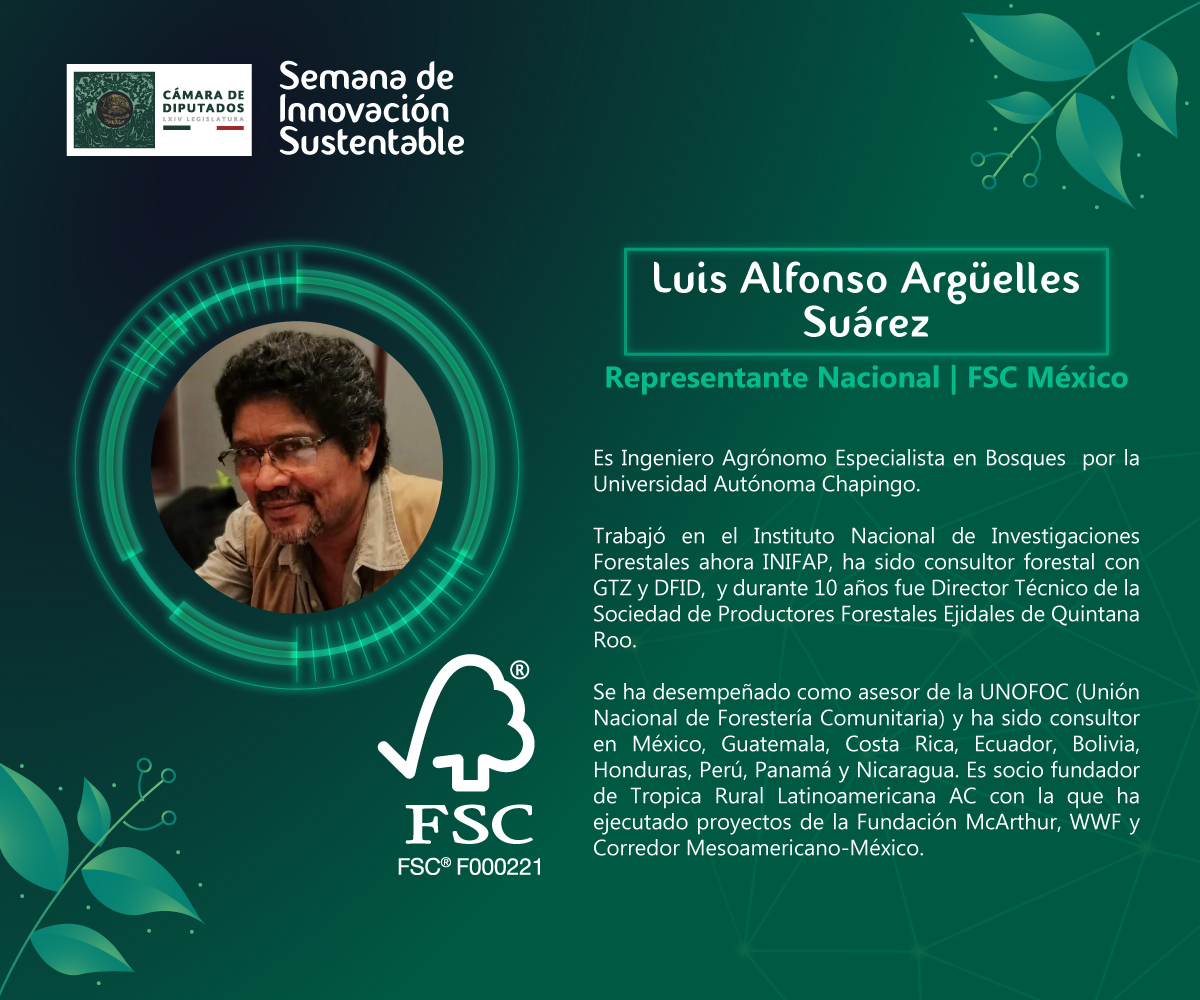 CÁMARA DE
DIPUTADOS
LXIV LEGISLATURA
Semana de
Innovación
Sustentable
Luis Alfonso Argüelles
Suárez
Representante Nacional | FSC México
Es Ingeniero Agrónomo Especialista en Bosques por la
Universidad Autónoma Chapingo.
Trabajó en el Instituto Nacional de Investigaciones
Forestales ahora INIFAP, ha sido consultor forestal con
GTZ y DFID, y durante 10 años fue Director Técnico de la
Sociedad de Productores Forestales Ejidales de Quintana
Roo.
Se ha desempeñado como asesor de la UNOFOC (Unión
Nacional de Forestería Comunitaria) y ha sido consultor
en México, Guatemala, Costa Rica, Ecuador, Bolivia,
Honduras, Perú, Panamá y Nicaragua. Es socio fundador
de Tropica Rural Latinoamericana AC con la que ha
ejecutado proyectos de la Fundación McArthur, WWF y
Corredor Mesoamericano-México.
®
FSC
FSC® F000221